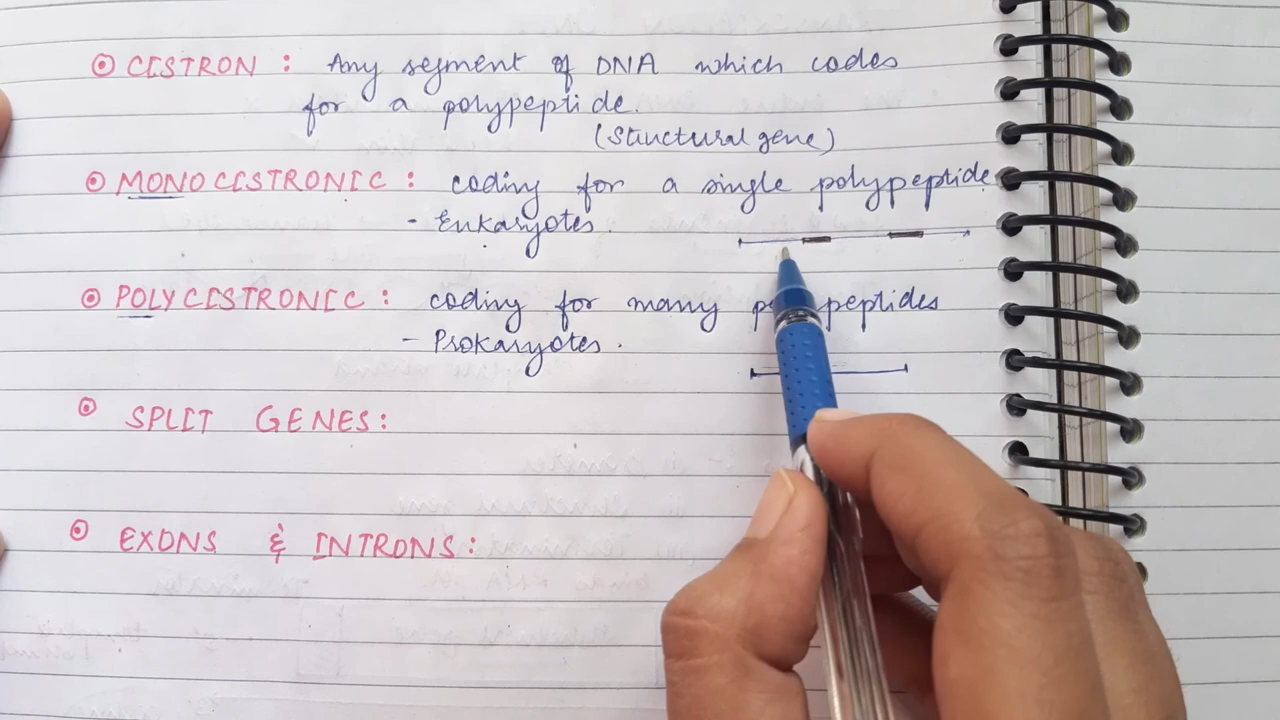 CISTRON : Any segment of DNA which codes
for a polypeptide.
(Structural gene)
MONOCISTRONIC : coding for a single polypeptide
- Eukaryotes.
POLYCISTRONIC : coding for many peptides
- Prokaryotes.
SPLIT GENES:
EXONS & INTRONS: